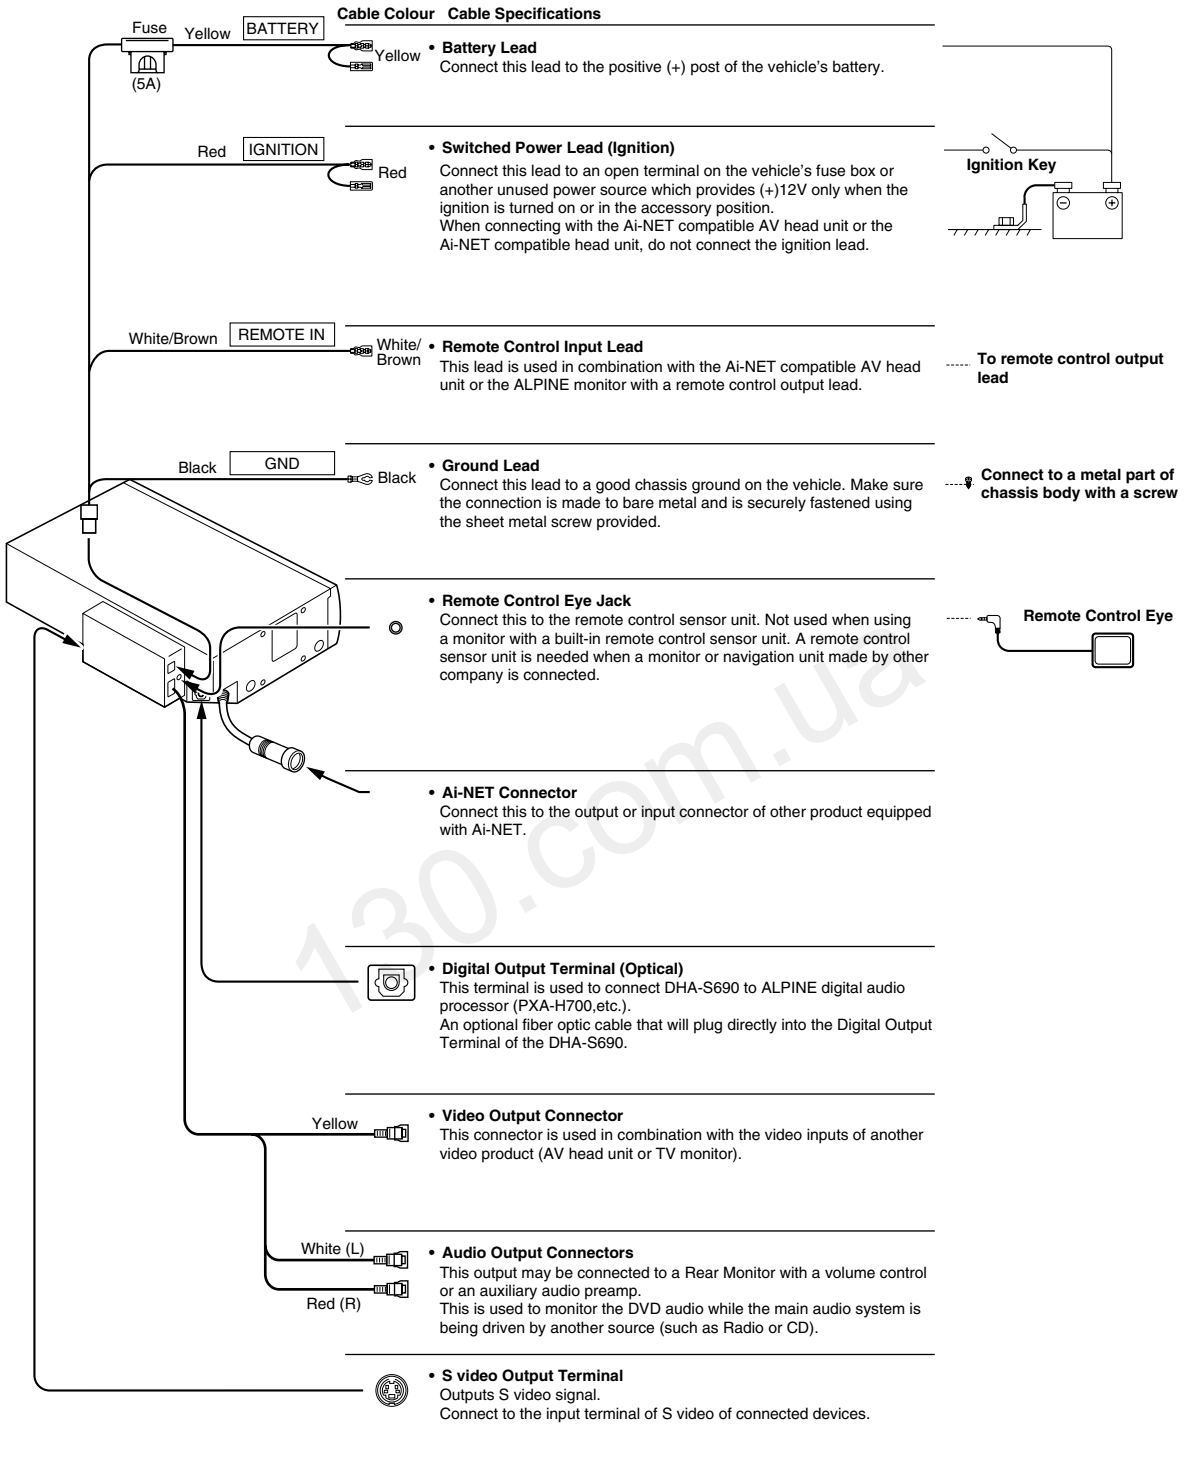 Cable Colour Cable Specifications
Fuse
Yellow
BATTERY
(5A)
Yellow
• Battery Lead
Connect this lead to the positive (+) post of the vehicle's battery.
Red
IGNITION
Red
• Switched Power Lead (Ignition)
Connect this lead to an open terminal on the vehicle's fuse box or
another unused power source which provides (+)12V only when the
ignition is turned on or in the accessory position.
When connecting with the Ai-NET compatible AV head unit or the
Ai-NET compatible head unit, do not connect the ignition lead.
Ignition Key
White/Brown
REMOTE IN
White/
Brown
• Remote Control Input Lead
This lead is used in combination with the Ai-NET compatible AV head
unit or the ALPINE monitor with a remote control output lead.
To remote control output
lead
Black
GND
Black
• Ground Lead
Connect this lead to a good chassis ground on the vehicle. Make sure
the connection is made to bare metal and is securely fastened using
the sheet metal screw provided.
Connect to a metal part of
chassis body with a screw
• Remote Control Eye Jack
Connect this to the remote control sensor unit. Not used when using
a monitor with a built-in remote control sensor unit. A remote control
sensor unit is needed when a monitor or navigation unit made by other
company is connected.
Remote Control Eye
• Ai-NET Connector
Connect this to the output or input connector of other product equipped
with Ai-NET.
• Digital Output Terminal (Optical)
This terminal is used to connect DHA-S690 to ALPINE digital audio
processor (PXA-H700,etc.).
An optional fiber optic cable that will plug directly into the Digital Output
Terminal of the DHA-S690.
Yellow
• Video Output Connector
This connector is used in combination with the video inputs of another
video product (AV head unit or TV monitor).
White (L)
Red (R)
• Audio Output Connectors
This output may be connected to a Rear Monitor with a volume control
or an auxiliary audio preamp.
This is used to monitor the DVD audio while the main audio system is
being driven by another source (such as Radio or CD).
• S video Output Terminal
Outputs S video signal.
Connect to the input terminal of S video of connected devices.
130.com.ua